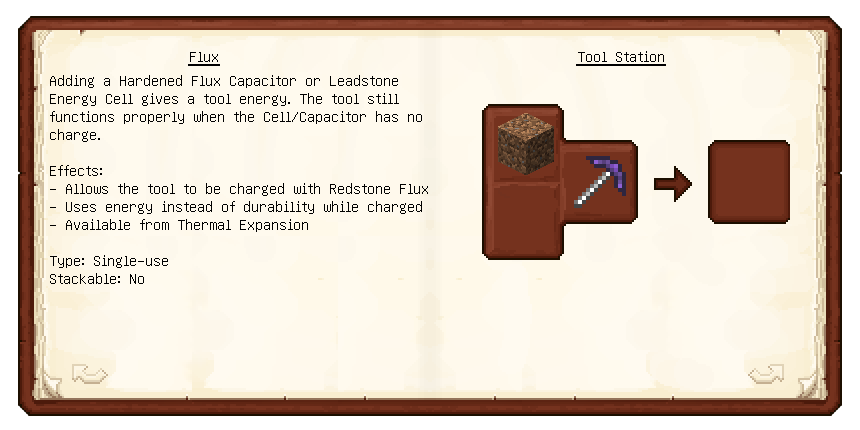 Flux
Adding a Hardened Flux Capacitor or Leadstone
Energy Cell gives a tool energy. The tool still
functions properly when the Cell/Capacitor has no
charge.
Effects:
- Allows the tool to be charged with Redstone Flux
- Uses energy instead of durability while charged
- Available from Thermal Expansion
Type: Single-use
Stackable: No
Tool Station